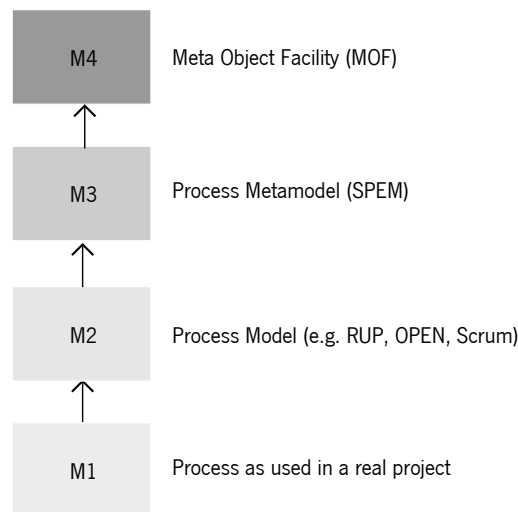 M4
Meta Object Facility (MOF)
M3
Process Metamodel (SPEM)
M2
Process Model (e.g. RUP, OPEN, Scrum)
M1
Process as used in a real project